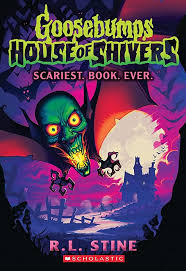 Goosebumps
HOUSE OF SHIVERS
SCARIEST. BOOK. EVER.
R.L. STINE
SCHOLASTIC